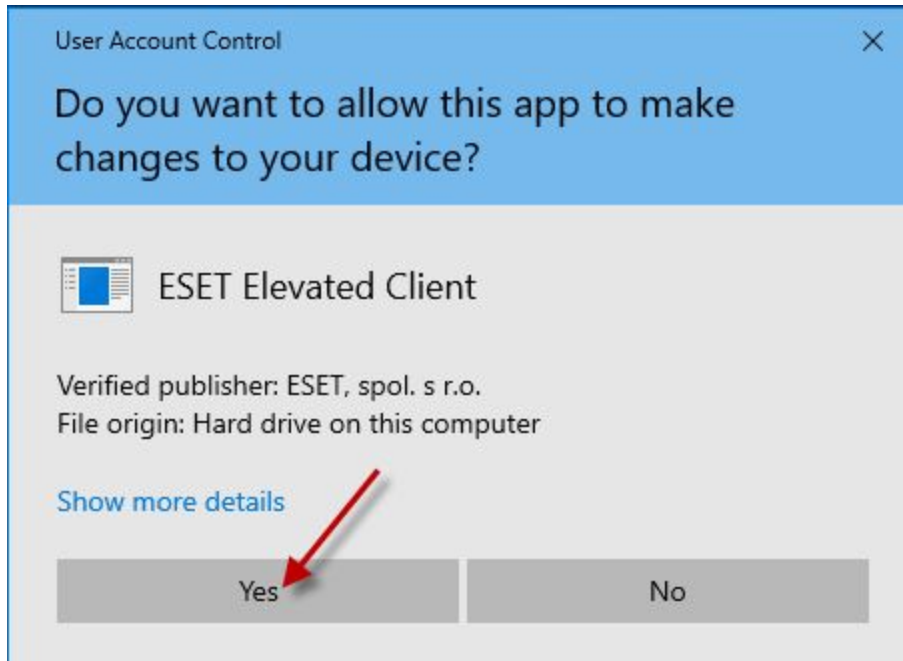 User Account Control
Do you want to allow this app to make
changes to your device?
ESET Elevated Client
Verified publisher: ESET, spol. s r.o.
File origin: Hard drive on this computer
Show more details
Yes
No